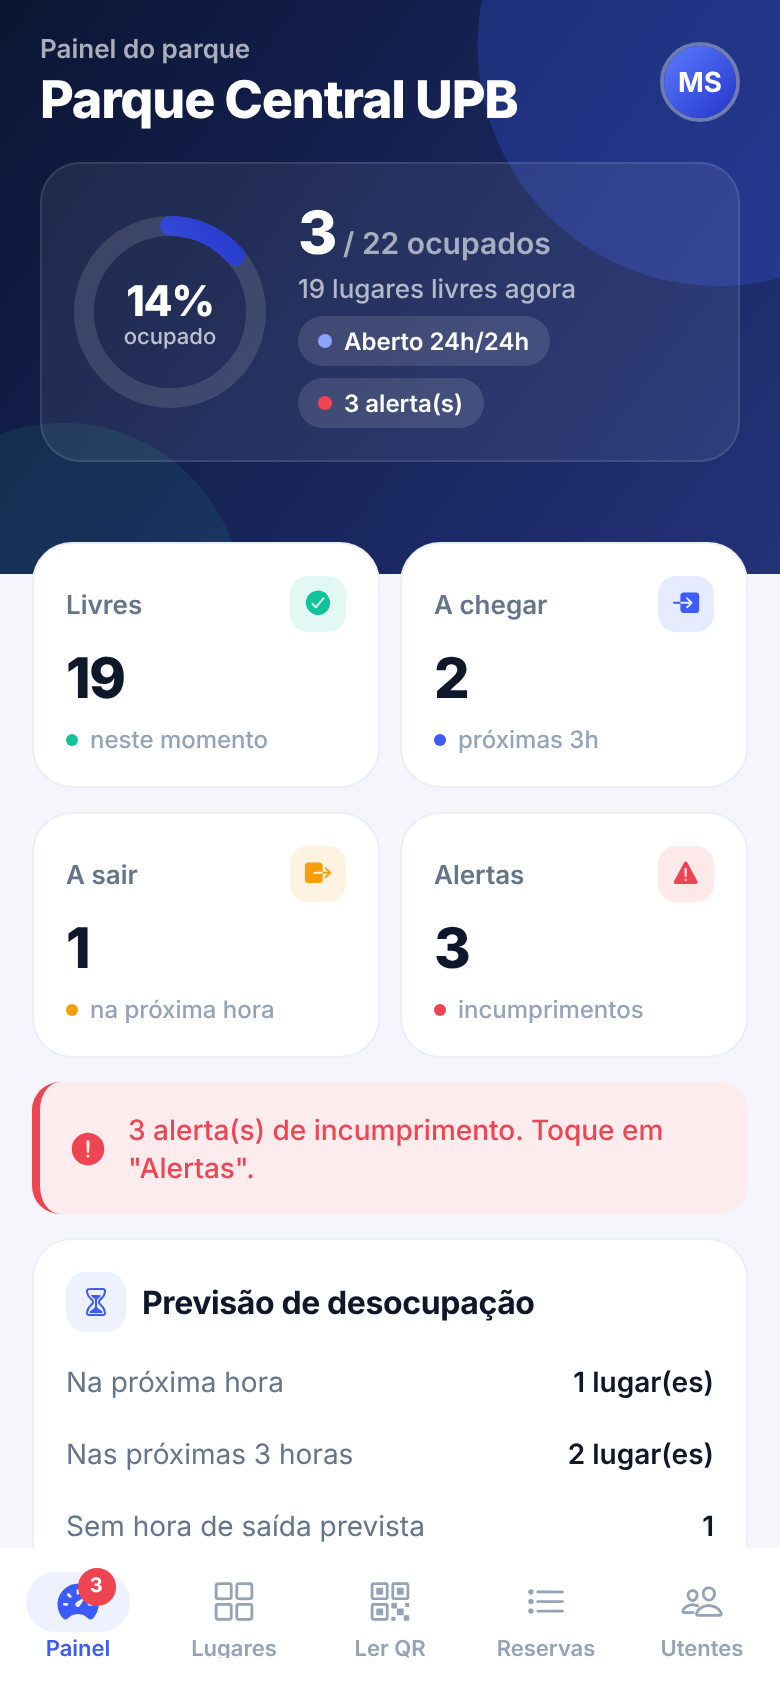 Painel do parque
Parque Central UPB
MS
14%
ocupado
3 / 22 ocupados
19 lugares livres agora
Aberto 24h/24h
3 alerta(s)
Livres
19
neste momento
A chegar
2
próximas 3h
A sair
1
na próxima hora
Alertas
3
incumprimentos
3 alerta(s) de incumprimento. Toque em
"Alertas".
Previsão de desocupação
Na próxima hora 1 lugar(es)
Nas próximas 3 horas 2 lugar(es)
Sem hora de saída prevista 1
3
Painel
Lugares
Ler QR
Reservas
Utentes